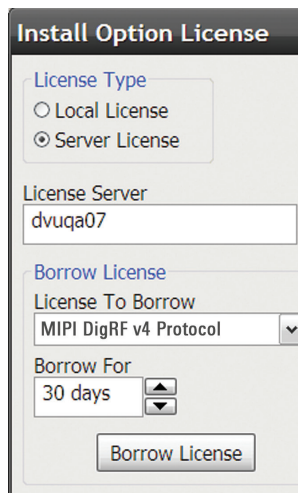 Install Option License
License Type
Local License
Server License
License Server
dvuqa07
Borrow License
License To Borrow
MIPI DigRF v4 Protocol
Borrow For
30 days
Borrow License